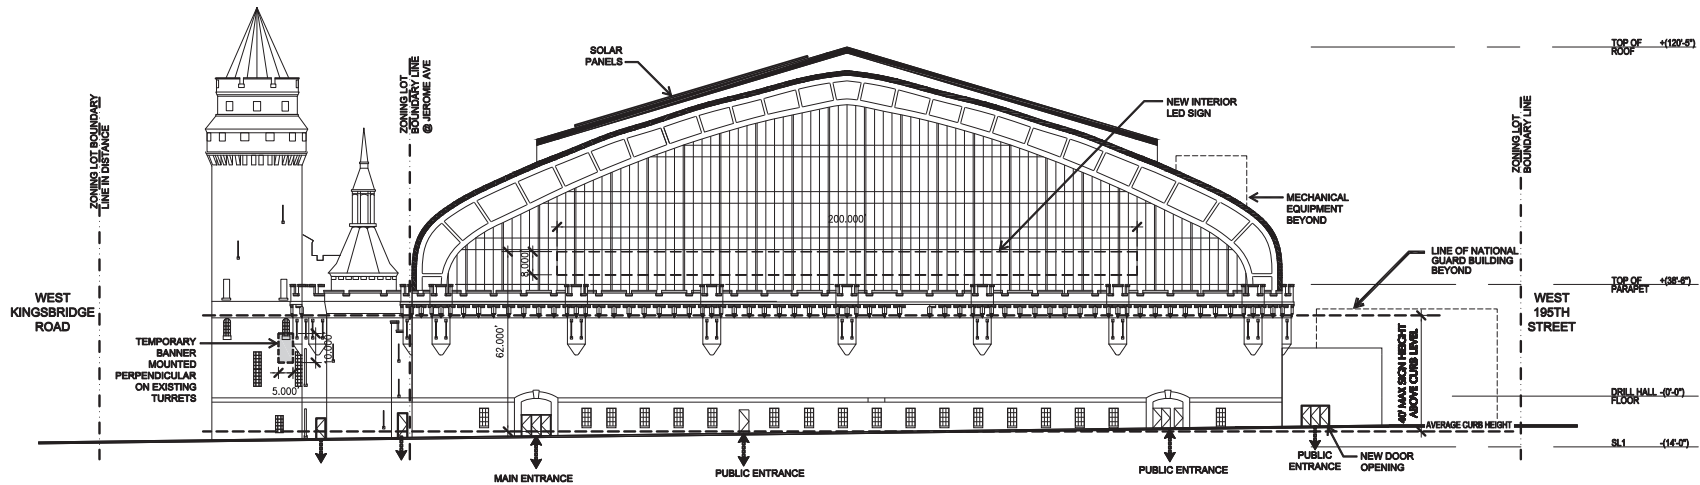 SOLAR
PANELS
ZONING LOT BOUNDARY
LINE IN DISTANCE
ZONING LOT
BOUNDARY LINE
@ JEROME AVE
NEW INTERIOR
LED SIGN
TOP OF
ROOF
+(120'-5")
ZONING LOT
BOUNDARY LINE
MECHANICAL
EQUIPMENT
BEYOND
200.000'
8.000'
LINE OF NATIONAL
GUARD BUILDING
BEYOND
TOP OF
PARAPET
+(38'-6")
WEST
KINGSBRIDGE
ROAD
WEST
195TH
STREET
TEMPORARY
BANNER
MOUNTED
PERPENDICULAR
ON EXISTING
TURRETS
10.000'
5.000'
62.000'
40' MAX SIGN HEIGHT
ABOVE CURB LEVEL
DRILL HALL
FLOOR
-(0'-0")
AVERAGE CURB HEIGHT
SL1
-(14'-0")
MAIN ENTRANCE
PUBLIC ENTRANCE
PUBLIC ENTRANCE
PUBLIC
ENTRANCE
NEW DOOR
OPENING